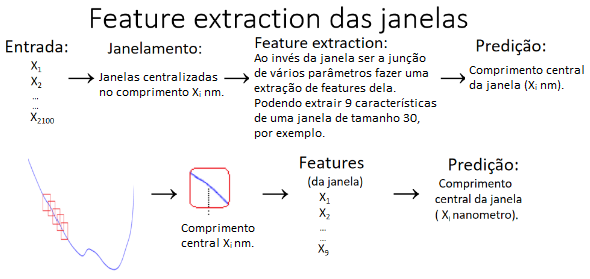 Feature extraction das janelas
Entrada:
X1
X2
...
...
X2100
Janelamento:
Janelas centralizadas
no comprimento Xi nm.
Feature extraction:
Ao invés da janela ser a junção
de vários parâmetros fazer uma
extração de features dela.
Podendo extrair 9 características
de uma janela de tamanho 30,
por exemplo.
Predição:
Comprimento central
da janela (Xi nm).
Comprimento
central Xi nm.
Features
(da janela)
X1
X2
...
...
X9
Predição:
Comprimento
central da janela
( Xi nanometro).